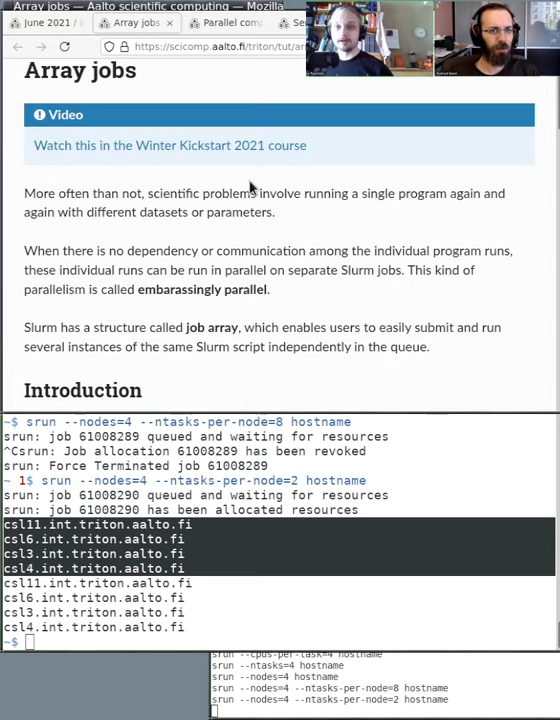 Array jobs — Aalto scientific computing — Mozilla
June 2021 /
Array jobs — Aalto
Parallel comp
Se
https://scicomp.aalto.fi/triton/tut/arr
Array jobs
Video
Watch this in the Winter Kickstart 2021 course
More often than not, scientific problems involve running a single program again and
again with different datasets or parameters.
When there is no dependency or communication among the individual program runs,
these individual runs can be run in parallel on separate Slurm jobs. This kind of
parallelism is called embarassingly parallel.
Slurm has a structure called job array, which enables users to easily submit and run
several instances of the same Slurm script independently in the queue.
Introduction
~$ srun --nodes=4 --ntasks-per-node=8 hostname
srun: job 61008289 queued and waiting for resources
^Csrun: Job allocation 61008289 has been revoked
srun: Force Terminated job 61008289
~ 1$ srun --nodes=4 --ntasks-per-node=2 hostname
srun: job 61008290 queued and waiting for resources
srun: job 61008290 has been allocated resources
csl11.int.triton.aalto.fi
csl6.int.triton.aalto.fi
csl3.int.triton.aalto.fi
csl4.int.triton.aalto.fi
csl11.int.triton.aalto.fi
csl6.int.triton.aalto.fi
csl3.int.triton.aalto.fi
csl4.int.triton.aalto.fi
~$
srun --cpus-per-task=4 hostname
srun --ntasks=4 hostname
srun --nodes=4 hostname
srun --nodes=4 --ntasks-per-node=8 hostname
srun --nodes=4 --ntasks-per-node=2 hostname